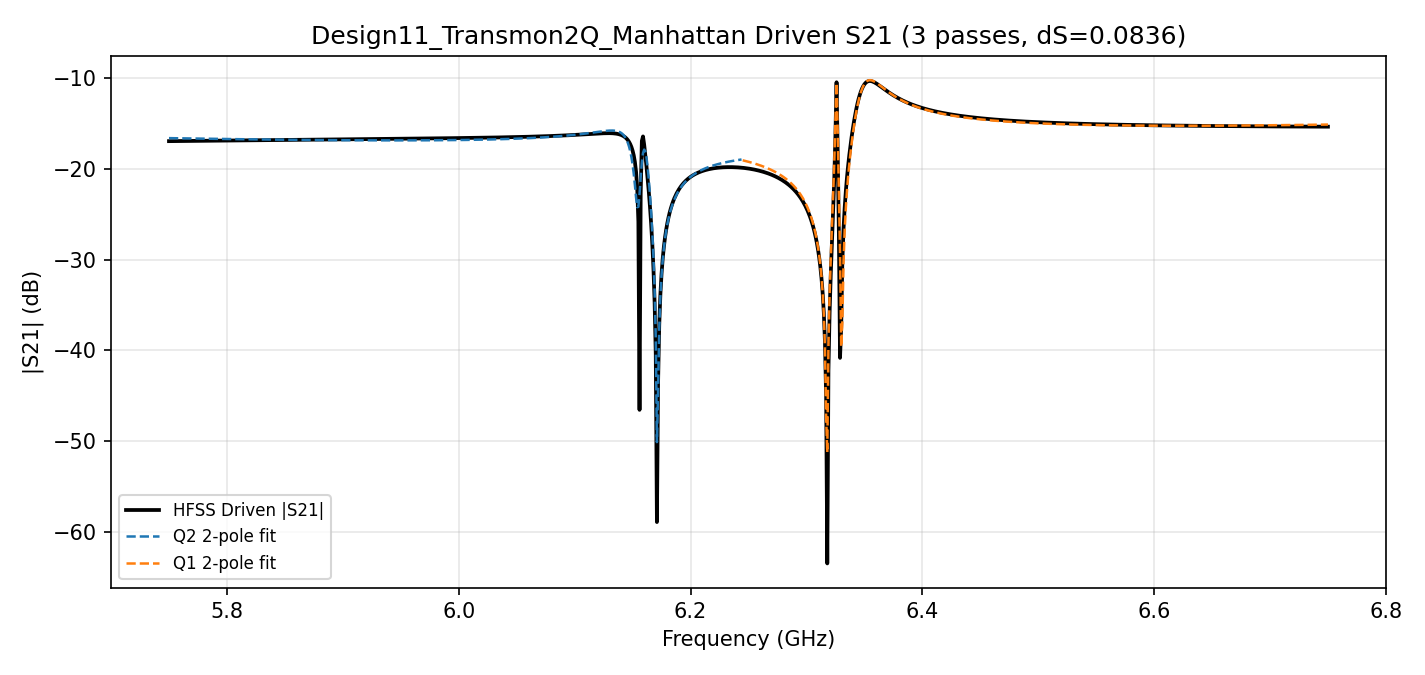 Design11_Transmon2Q_Manhattan Driven S21 (3 passes, dS=0.0836)
|S21| (dB)
−10
−20
−30
−40
−50
−60
HFSS Driven |S21|
Q2 2-pole fit
Q1 2-pole fit
5.8 6.0 6.2 6.4 6.6 6.8
Frequency (GHz)